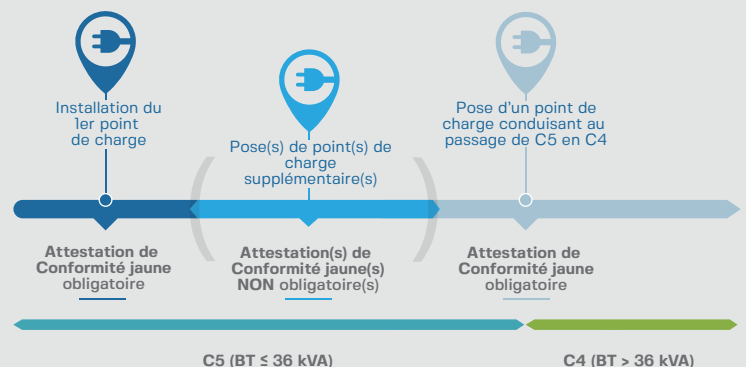 Installation du
1er point
de charge
Pose(s) de point(s) de
charge
supplémentaire(s)
Pose d'un point de
charge conduisant au
passage de C5 en C4
Attestation de
Conformité jaune
obligatoire
Attestation(s) de
Conformité jaune(s)
NON obligatoire(s)
Attestation de
Conformité jaune
obligatoire
C5 (BT ≤ 36 kVA)
C4 (BT > 36 kVA)